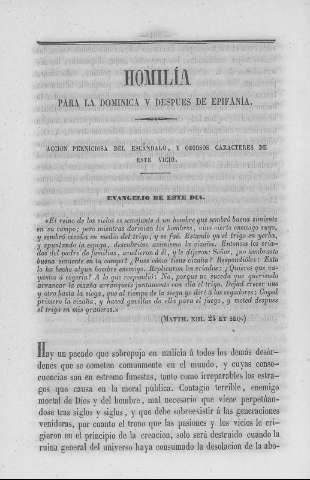 HOMILÍA
PARA LA DOMINICA V DESPUES DE EPIFANÍA.
ACCION PERNICIOSA DEL ESCÁNDALO, Y ODIOSOS CARACTERES DE
ESTE VICIO.
EVANGELIO DE ESTE DIA.
«El reino de los cielos es semejante á un hombre que sembró buena simiente
en su campo; pero mientras dormian los hombres, vino cierto enemigo suyo,
y sembró cizaña en medio del trigo, y se fué. Estando ya el trigo en yerba,
y apuntando la espiga, descubrióse asimismo la cizaña. Entonces los cria-
dos del padre de familias, acudieron á él, y le dijeron: Señor, ¿no sembraste
buena simiente en tu campo? ¿Pues cómo tiene cizaña? Respondióles: Esto
lo ha hecho algun hombre enemigo. Replicaron los criados: ¿Quieres que va-
yamos á cogerla? A lo que respondió: No, porque no suceda que queriendo
arrancar la cizaña arranqueis juntamente con ella el trigo. Dejad crecer uno
y otro hasta la siega, que al tiempo de la siega yo diré á los segadores: Coged
primero la cizaña, y haced gavillas de ella para el fuego, y meted despues
el trigo en mis graneros.»
(MATTH. XIII. 24 ET SEQ.)
Hay un pecado que sobrepuja en malicia á todos los demás desór-
denes que se cometen comunmente en el mundo, y cuyas conse-
cuencias son en estremo funestas, tanto como irreparables los estra-
gos que causa en la moral pública. Contagio terrible, enemigo
mortal de Dios y del hombre, mal necesario que viene perpetuán-
dose tras siglos y siglos, y que debe sobreexistir á las generaciones
venideras, por cuanto el trono que las pasiones y los vicios le eri-
gieron en el principio de la creacion, solo será destruido cuando la
ruina general del universo haya consumado la desolacion de la abo-